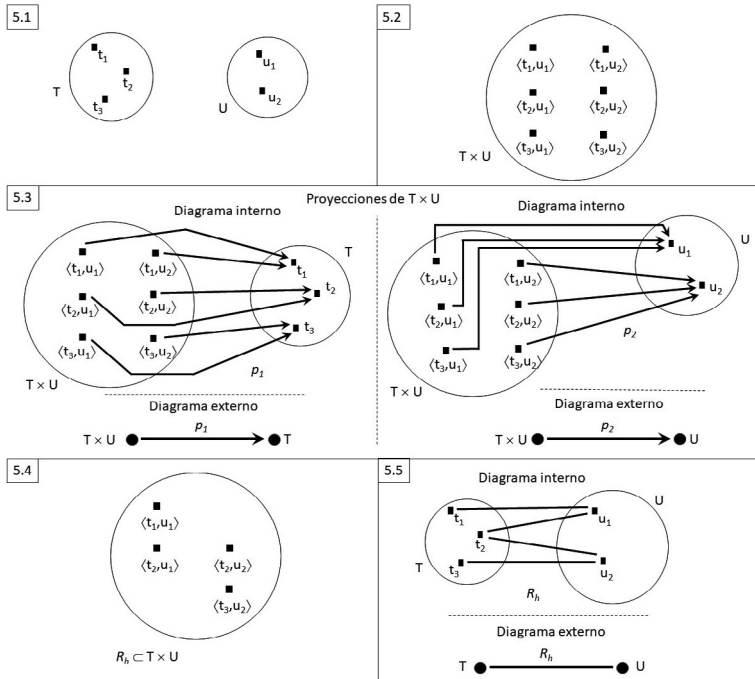 5.1
t1
t2
t3
T
u1
u2
U
5.2
⟨t1,u1⟩ ⟨t1,u2⟩
⟨t2,u1⟩ ⟨t2,u2⟩
⟨t3,u1⟩ ⟨t3,u2⟩
T × U
5.3
Proyecciones de T × U
Diagrama interno
T
⟨t1,u1⟩ ⟨t1,u2⟩ t1
⟨t2,u1⟩ ⟨t2,u2⟩ t2
⟨t3,u1⟩ ⟨t3,u2⟩ t3
T × U
p1
Diagrama externo
T × U p1 T
Diagrama interno
U
⟨t1,u1⟩ ⟨t1,u2⟩ u1
⟨t2,u1⟩ ⟨t2,u2⟩ u2
⟨t3,u1⟩ ⟨t3,u2⟩
p2
T × U
Diagrama externo
T × U p2 U
5.4
⟨t1,u1⟩
⟨t2,u1⟩ ⟨t2,u2⟩
⟨t3,u2⟩
Rh ⊂ T × U
5.5
Diagrama interno
U
t1 u1
t2
T t3 u2
Rh
Diagrama externo
T Rh U